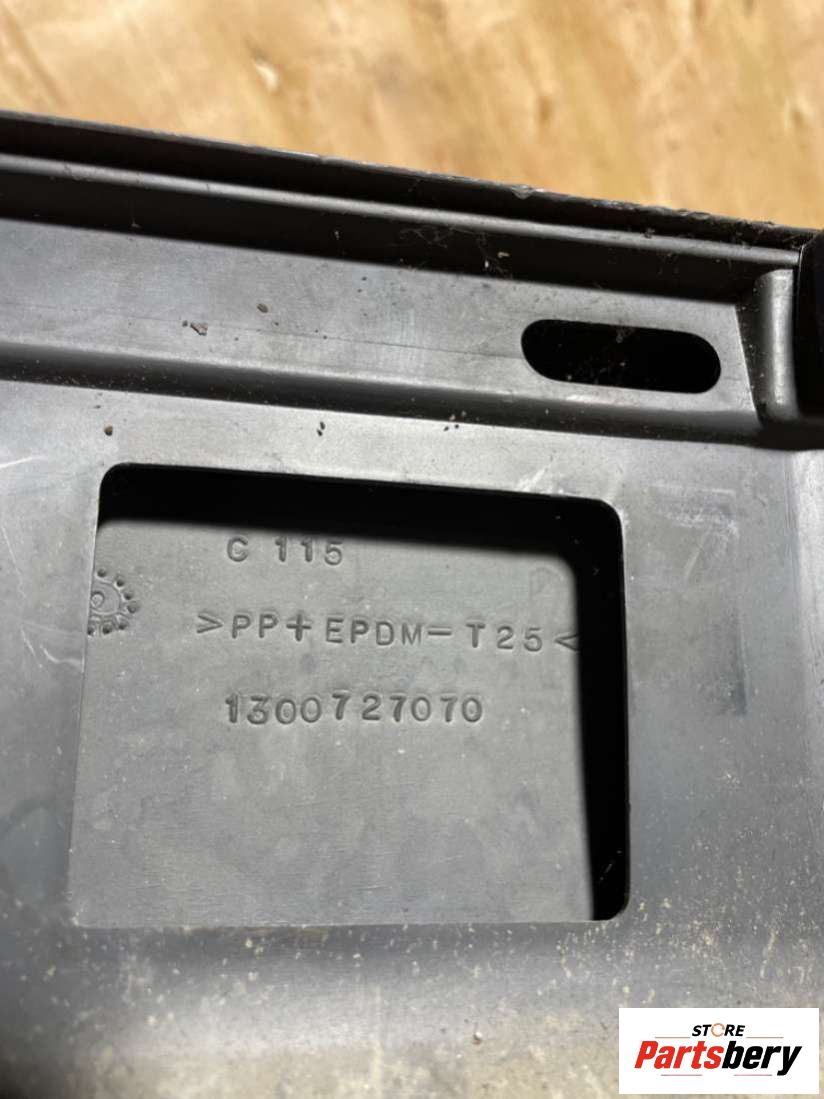 C 115
>PP+EPDM-T25<
1300727070
STORE
Partsbery